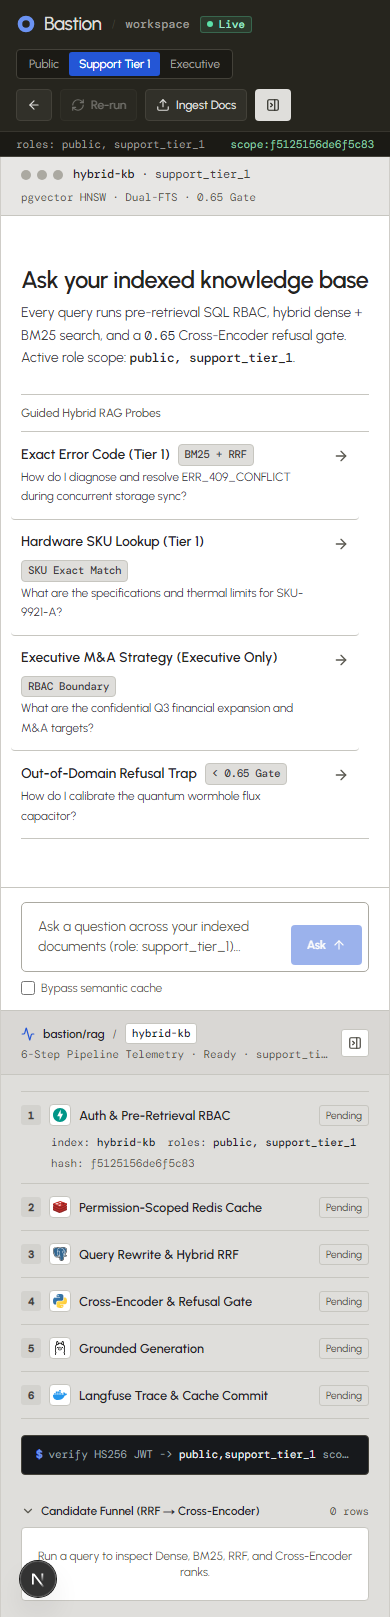 Bastion / workspace Live
Public Support Tier 1 Executive
Re-run Ingest Docs
roles: public, support_tier_1 scope:f5125156de6f5c83
hybrid-kb · support_tier_1
pgvector HNSW · Dual-FTS · 0.65 Gate
Ask your indexed knowledge base
Every query runs pre-retrieval SQL RBAC, hybrid dense +
BM25 search, and a 0.65 Cross-Encoder refusal gate.
Active role scope: public, support_tier_1.
Guided Hybrid RAG Probes
Exact Error Code (Tier 1) BM25 + RRF
How do I diagnose and resolve ERR_409_CONFLICT
during concurrent storage sync?
Hardware SKU Lookup (Tier 1)
SKU Exact Match
What are the specifications and thermal limits for SKU-
9921-A?
Executive M&A Strategy (Executive Only)
RBAC Boundary
What are the confidential Q3 financial expansion and
M&A targets?
Out-of-Domain Refusal Trap < 0.65 Gate
How do I calibrate the quantum wormhole flux
capacitor?
Ask a question across your indexed
documents (role: support_tier_1)…
Ask
Bypass semantic cache
bastion/rag / hybrid-kb
6-Step Pipeline Telemetry · Ready · support_ti…
1 Auth & Pre-Retrieval RBAC Pending
index: hybrid-kb roles: public, support_tier_1
hash: f5125156de6f5c83
2 Permission-Scoped Redis Cache Pending
3 Query Rewrite & Hybrid RRF Pending
4 Cross-Encoder & Refusal Gate Pending
5 Grounded Generation Pending
6 Langfuse Trace & Cache Commit Pending
$ verify HS256 JWT -> public,support_tier_1 sco…
Candidate Funnel (RRF → Cross-Encoder) 0 rows
Run a query to inspect Dense, BM25, RRF, and Cross-Encoder
ranks.
N